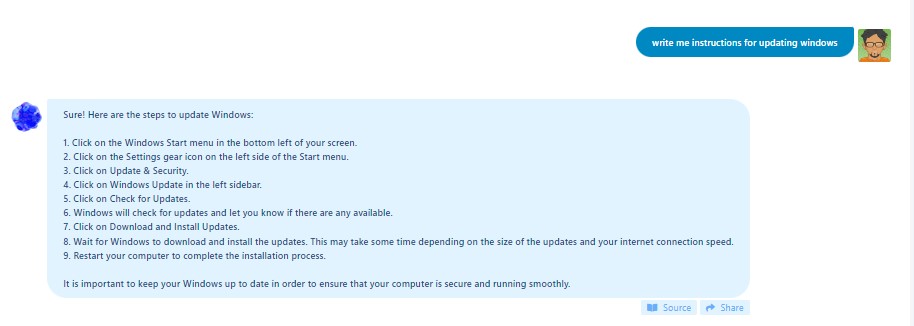 write me instructions for updating windows
Sure! Here are the steps to update Windows:
1. Click on the Windows Start menu in the bottom left of your screen.
2. Click on the Settings gear icon on the left side of the Start menu.
3. Click on Update & Security.
4. Click on Windows Update in the left sidebar.
5. Click on Check for Updates.
6. Windows will check for updates and let you know if there are any available.
7. Click on Download and Install Updates.
8. Wait for Windows to download and install the updates. This may take some time depending on the size of the updates and your internet connection speed.
9. Restart your computer to complete the installation process.
It is important to keep your Windows up to date in order to ensure that your computer is secure and running smoothly.
Source Share